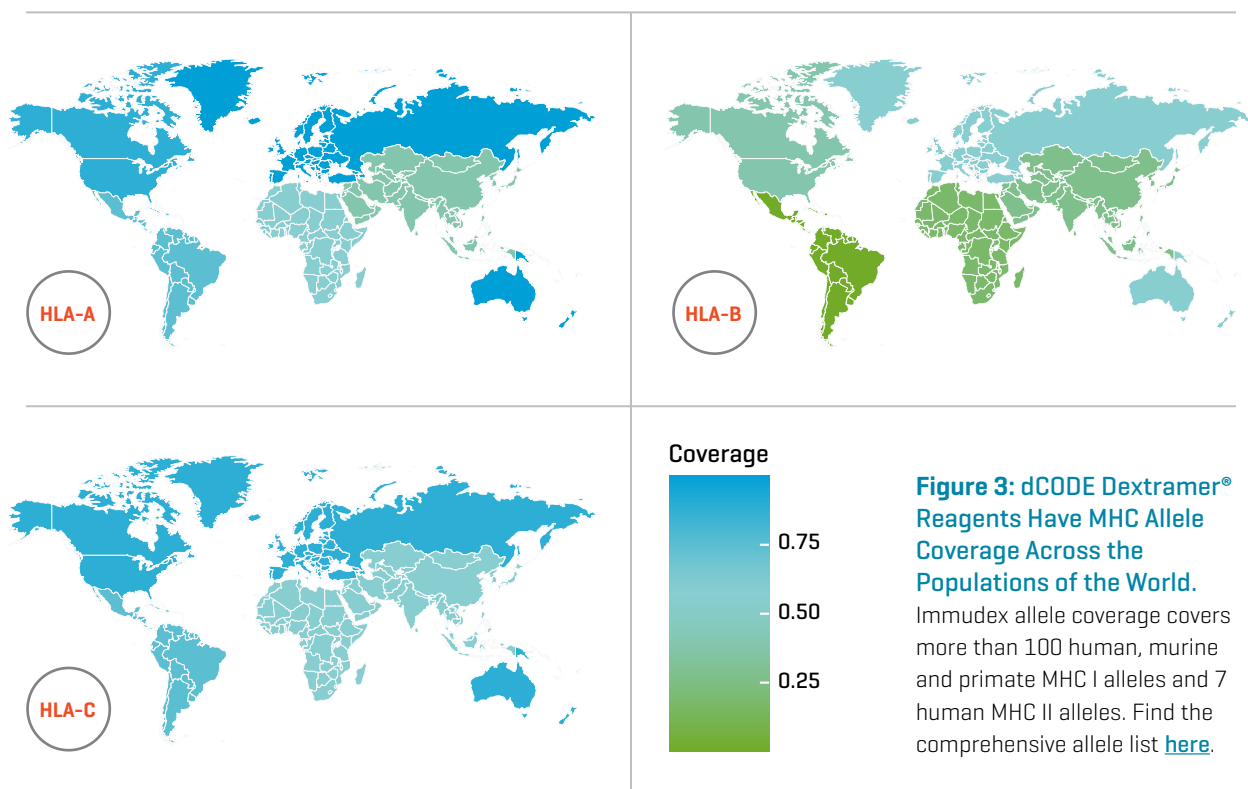 HLA-A
HLA-B
HLA-C
Coverage
0.75
0.50
0.25
Figure 3: dCODE Dextramer®
Reagents Have MHC Allele
Coverage Across the
Populations of the World.
Immudex allele coverage covers
more than 100 human, murine
and primate MHC I alleles and 7
human MHC II alleles. Find the
comprehensive allele list here.